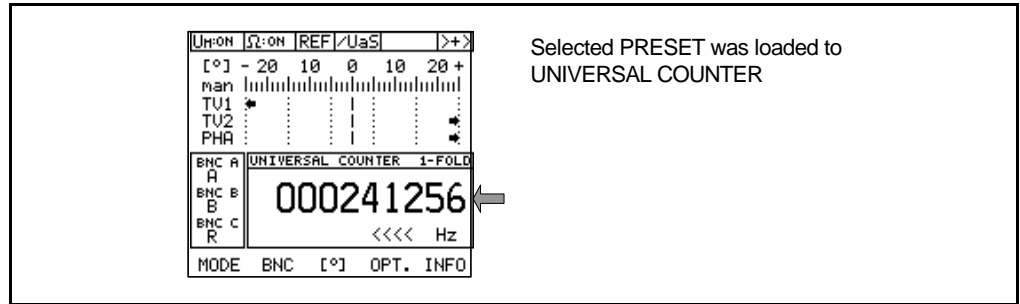 UH:ON Ω:ON REF /UaS >+>
[°] - 20 10 0 10 20 +
man
TV1
TV2
PHA
BNC A UNIVERSAL COUNTER 1-FOLD
A
BNC B
B
000241256
BNC C
R
<<<< Hz
MODE BNC [°] OPT. INFO
Selected PRESET was loaded to
UNIVERSAL COUNTER